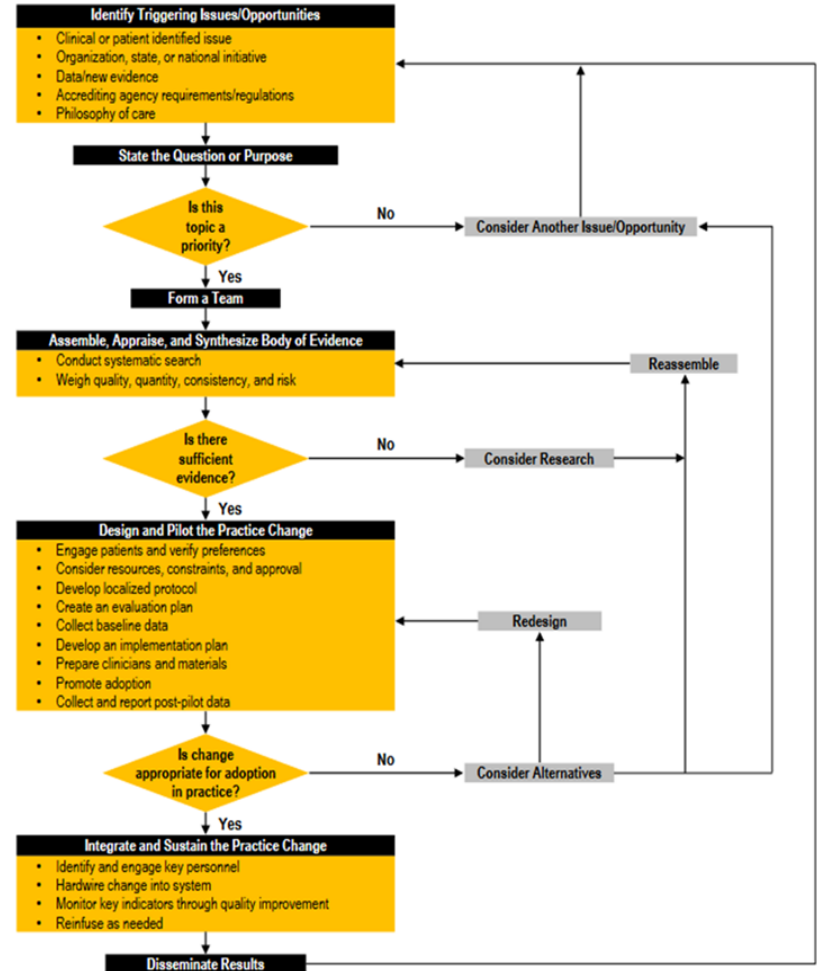 Identify Triggering Issues/Opportunities
• Clinical or patient identified issue
• Organization, state, or national initiative
• Data/new evidence
• Accrediting agency requirements/regulations
• Philosophy of care
State the Question or Purpose
Is this
topic a
priority?
No
Consider Another Issue/Opportunity
Yes
Form a Team
Assemble, Appraise, and Synthesize Body of Evidence
• Conduct systematic search
• Weigh quality, quantity, consistency, and risk
Reassemble
Is there
sufficient
evidence?
No
Consider Research
Yes
Design and Pilot the Practice Change
• Engage patients and verify preferences
• Consider resources, constraints, and approval
• Develop localized protocol
• Create an evaluation plan
• Collect baseline data
• Develop an implementation plan
• Prepare clinicians and materials
• Promote adoption
• Collect and report post-pilot data
Redesign
Is change
appropriate for adoption
in practice?
No
Consider Alternatives
Yes
Integrate and Sustain the Practice Change
• Identify and engage key personnel
• Hardwire change into system
• Monitor key indicators through quality improvement
• Reinfuse as needed
Disseminate Results